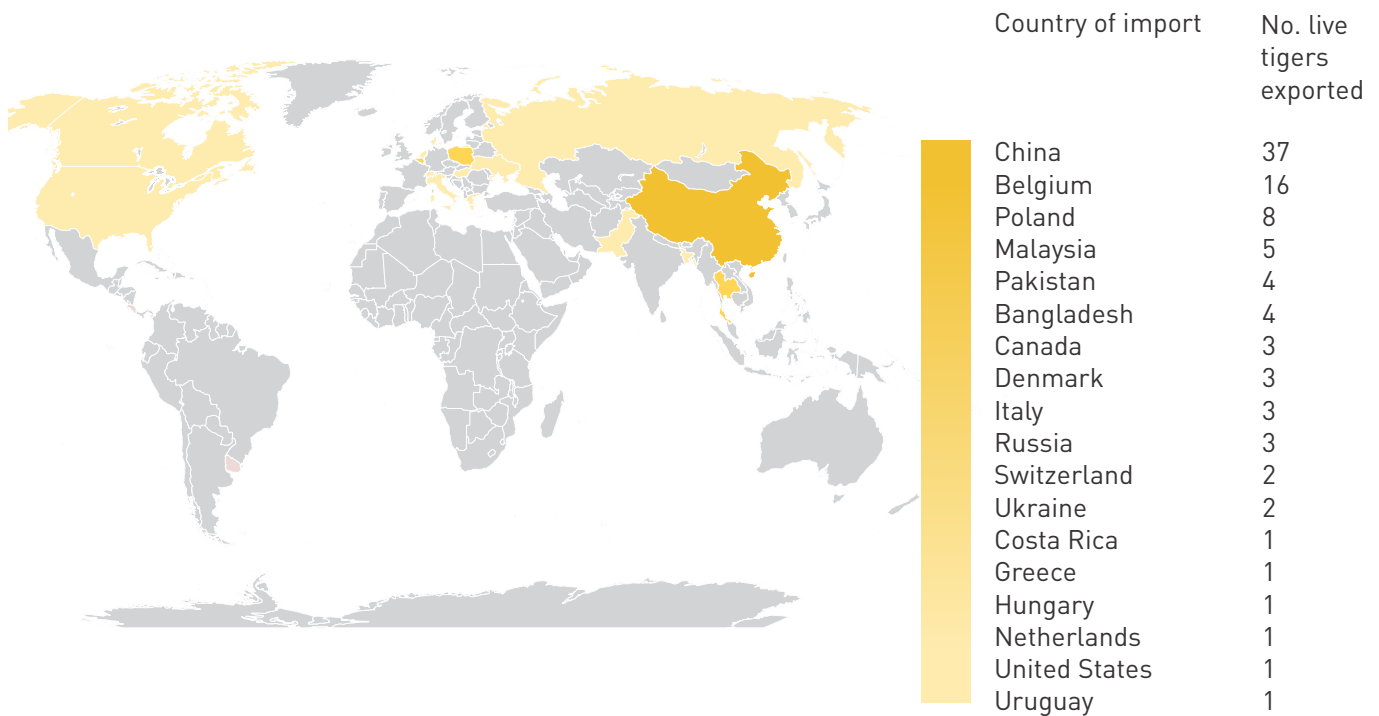 Country of import No. live
tigers
exported
China 37
Belgium 16
Poland 8
Malaysia 5
Pakistan 4
Bangladesh 4
Canada 3
Denmark 3
Italy 3
Russia 3
Switzerland 2
Ukraine 2
Costa Rica 1
Greece 1
Hungary 1
Netherlands 1
United States 1
Uruguay 1